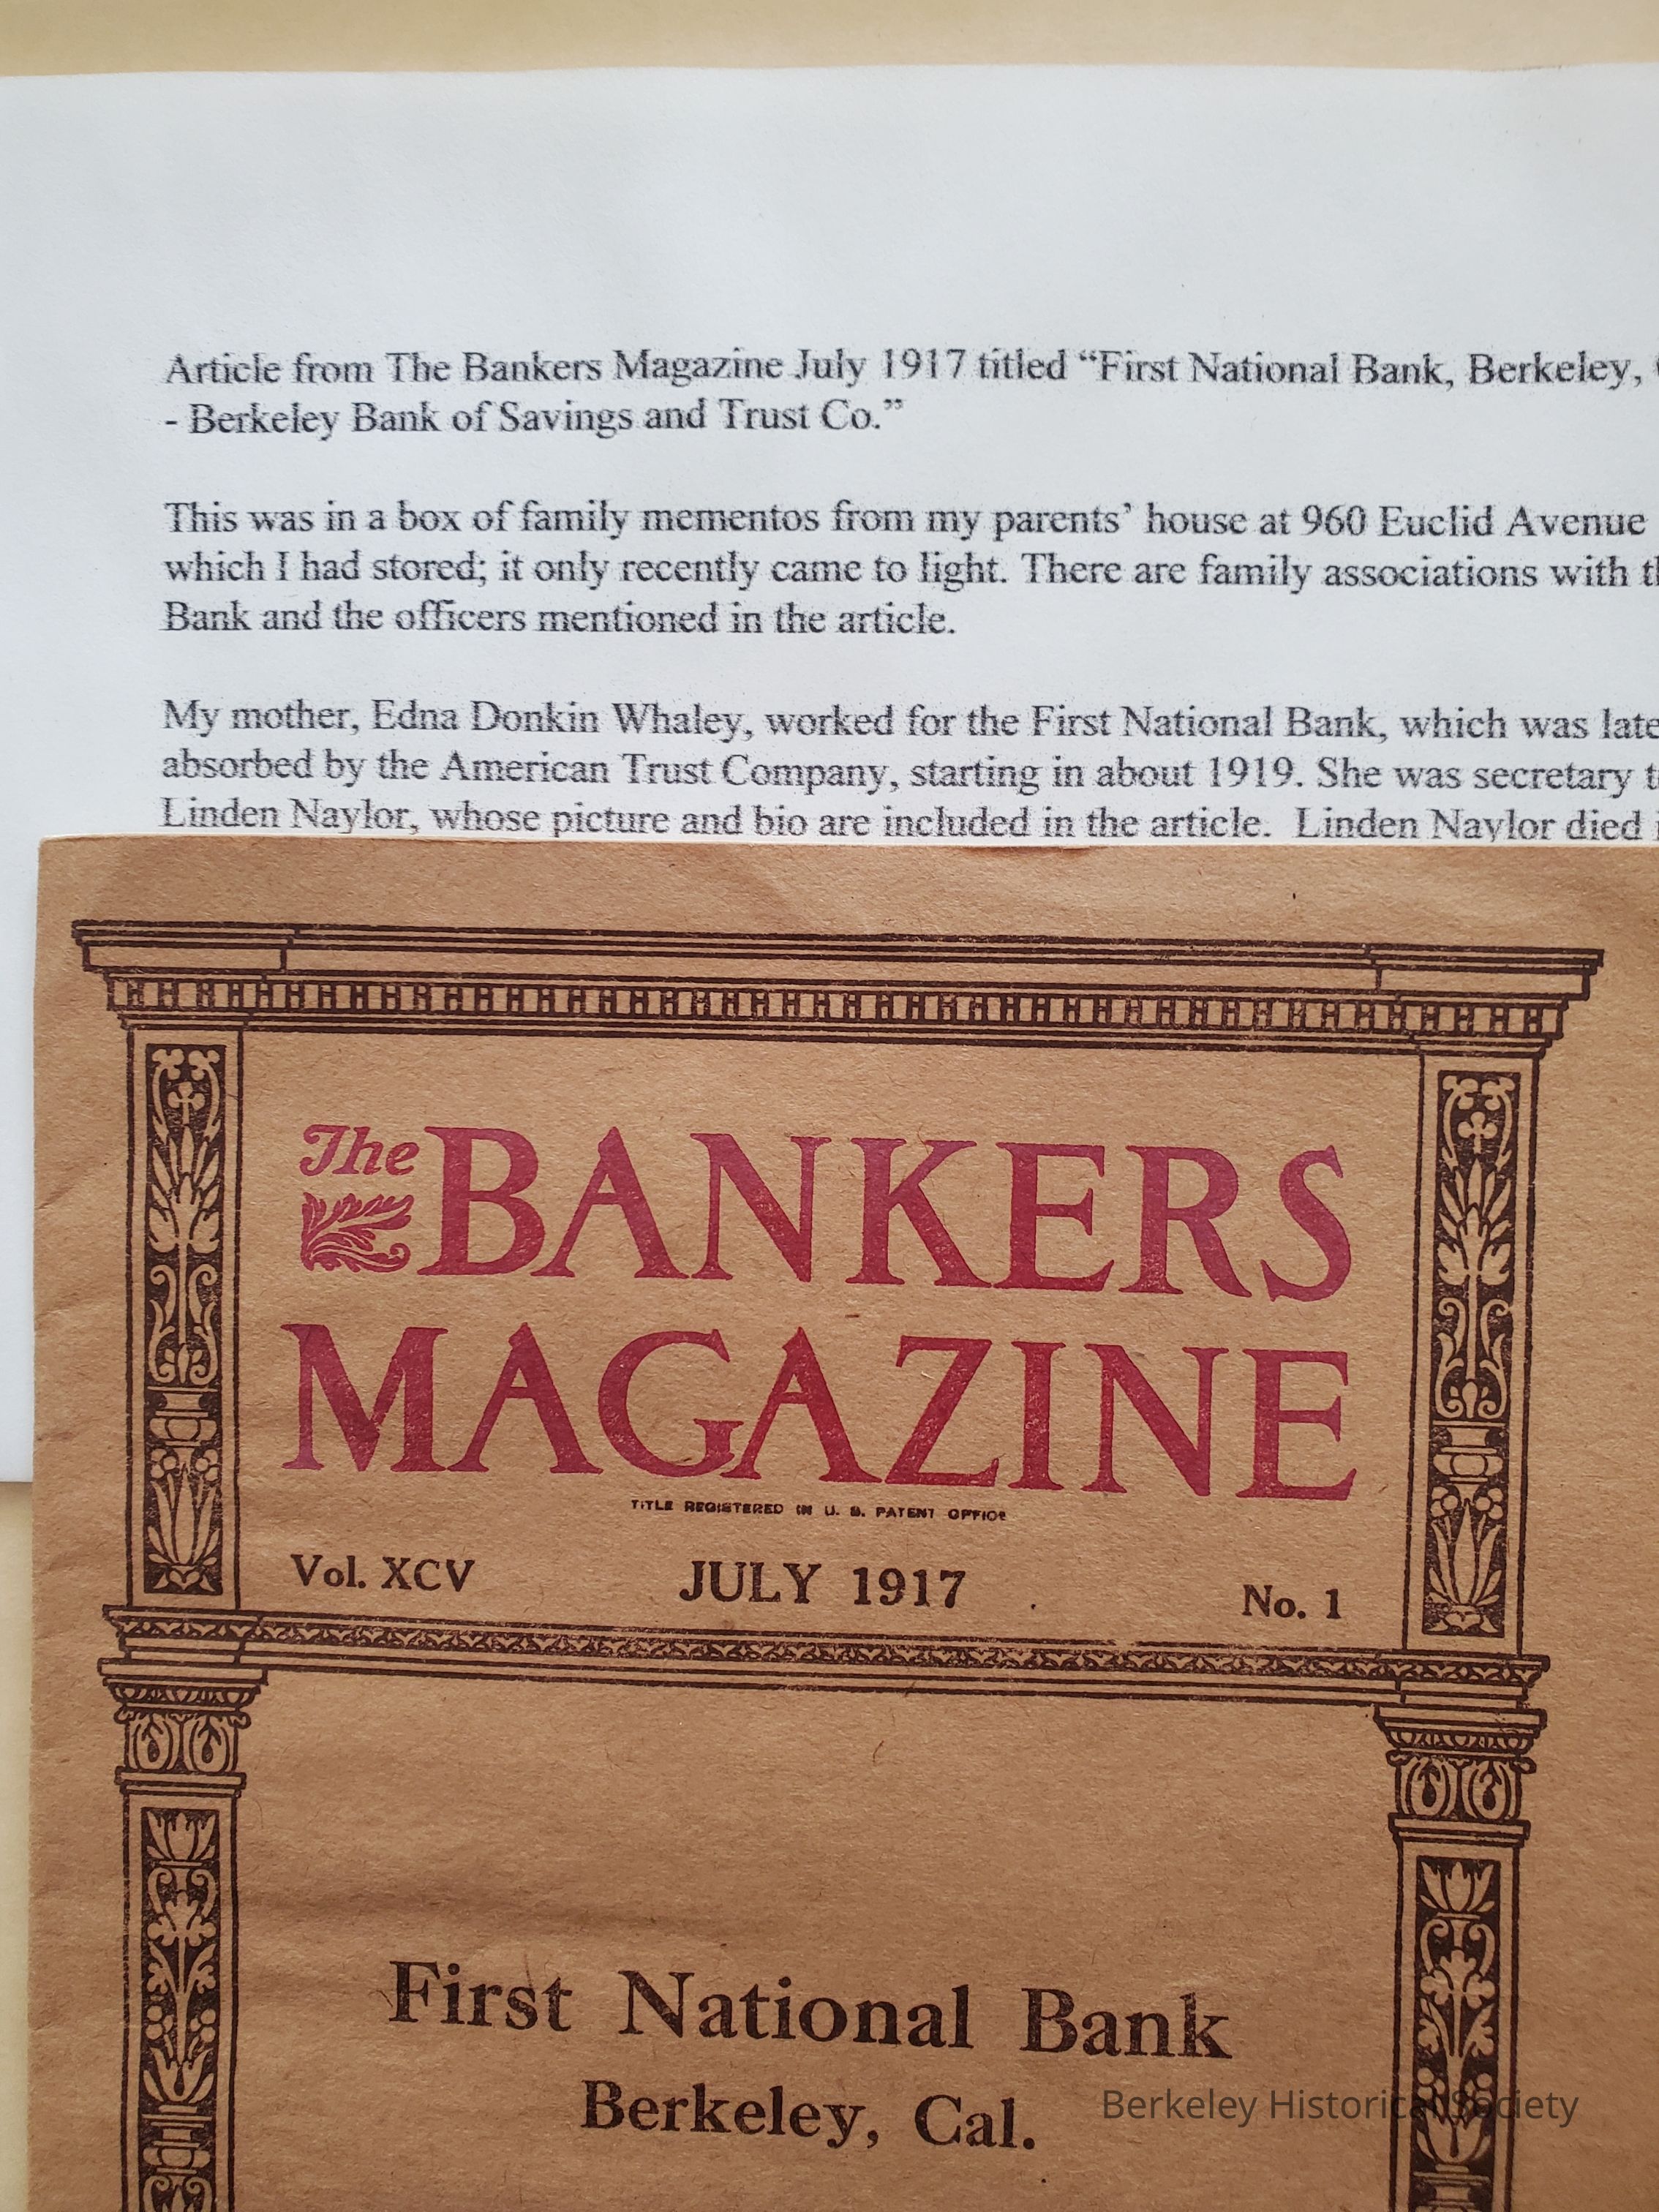 Article from The Bankers Magazine July 1917 titled “First National Bank, Berkeley,
- Berkeley Bank of Savings and Trust Co.”
This was in a box of family mementos from my parents’ house at 960 Euclid Avenue
which I had stored; it only recently came to light. There are family associations with
Bank and the officers mentioned in the article.
My mother, Edna Donkin Whaley, worked for the First National Bank, which was late
absorbed by the American Trust Company, starting in about 1919. She was secretary
Linden Naylor, whose picture and bio are included in the article. Linden Naylor died
The BANKERS
MAGAZINE
TITLE REGISTERED IN U. S. PATENT OFFICE
Vol. XCV JULY 1917 No. 1
First National Bank
Berkeley, Cal.
Berkeley Historical Society